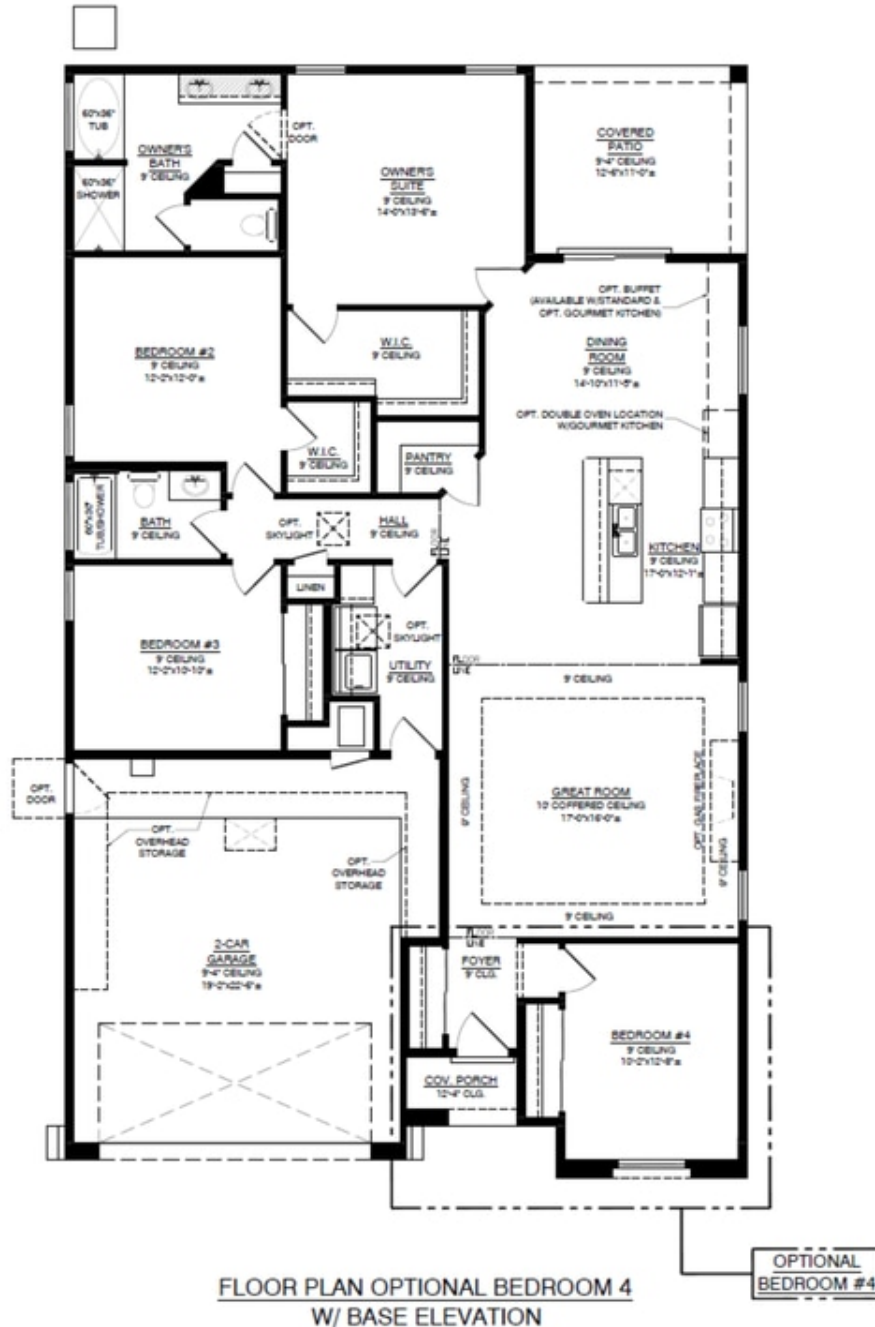 60"x36"
TUB
OWNER'S
BATH
9' CEILING
60"x36"
SHOWER
OPT.
DOOR
OWNER'S
SUITE
9' CEILING
14'-0"x13'-6"±
COVERED
PATIO
9'-4" CEILING
12'-6"x11'-0"±
OPT. BUFFET
(AVAILABLE W/STANDARD &
OPT. GOURMET KITCHEN)
BEDROOM #2
9' CEILING
12'-2"x12'-0"±
W.I.C.
9' CEILING
DINING
ROOM
9' CEILING
14'-10"x11'-5"±
OPT. DOUBLE OVEN LOCATION
W/GOURMET KITCHEN
W.I.C.
9' CEILING
PANTRY
9' CEILING
60"x30"
TUB/SHOWER
BATH
9' CEILING
OPT.
SKYLIGHT
HALL
9' CEILING
FLOOR
LINE
KITCHEN
9' CEILING
17'-0"x12'-1"±
LINEN
BEDROOM #3
9' CEILING
12'-2"x10'-10"±
OPT.
SKYLIGHT
UTILITY
9' CEILING
FLOOR
LINE
9' CEILING
OPT.
DOOR
OPT.
OVERHEAD
STORAGE
OPT.
OVERHEAD
STORAGE
9' CEILING
GREAT ROOM
10' COFFERED CEILING
17'-0"x16'-0"±
OPT. GAS FIREPLACE
9' CEILING
9' CEILING
FLOOR
LINE
2-CAR
GARAGE
9'-4" CEILING
19'-2"x22'-6"±
FOYER
9' CLG.
BEDROOM #4
9' CEILING
10'-2"x12'-8"±
COV. PORCH
12'-4" CLG.
OPTIONAL
BEDROOM #4
FLOOR PLAN OPTIONAL BEDROOM 4
W/ BASE ELEVATION